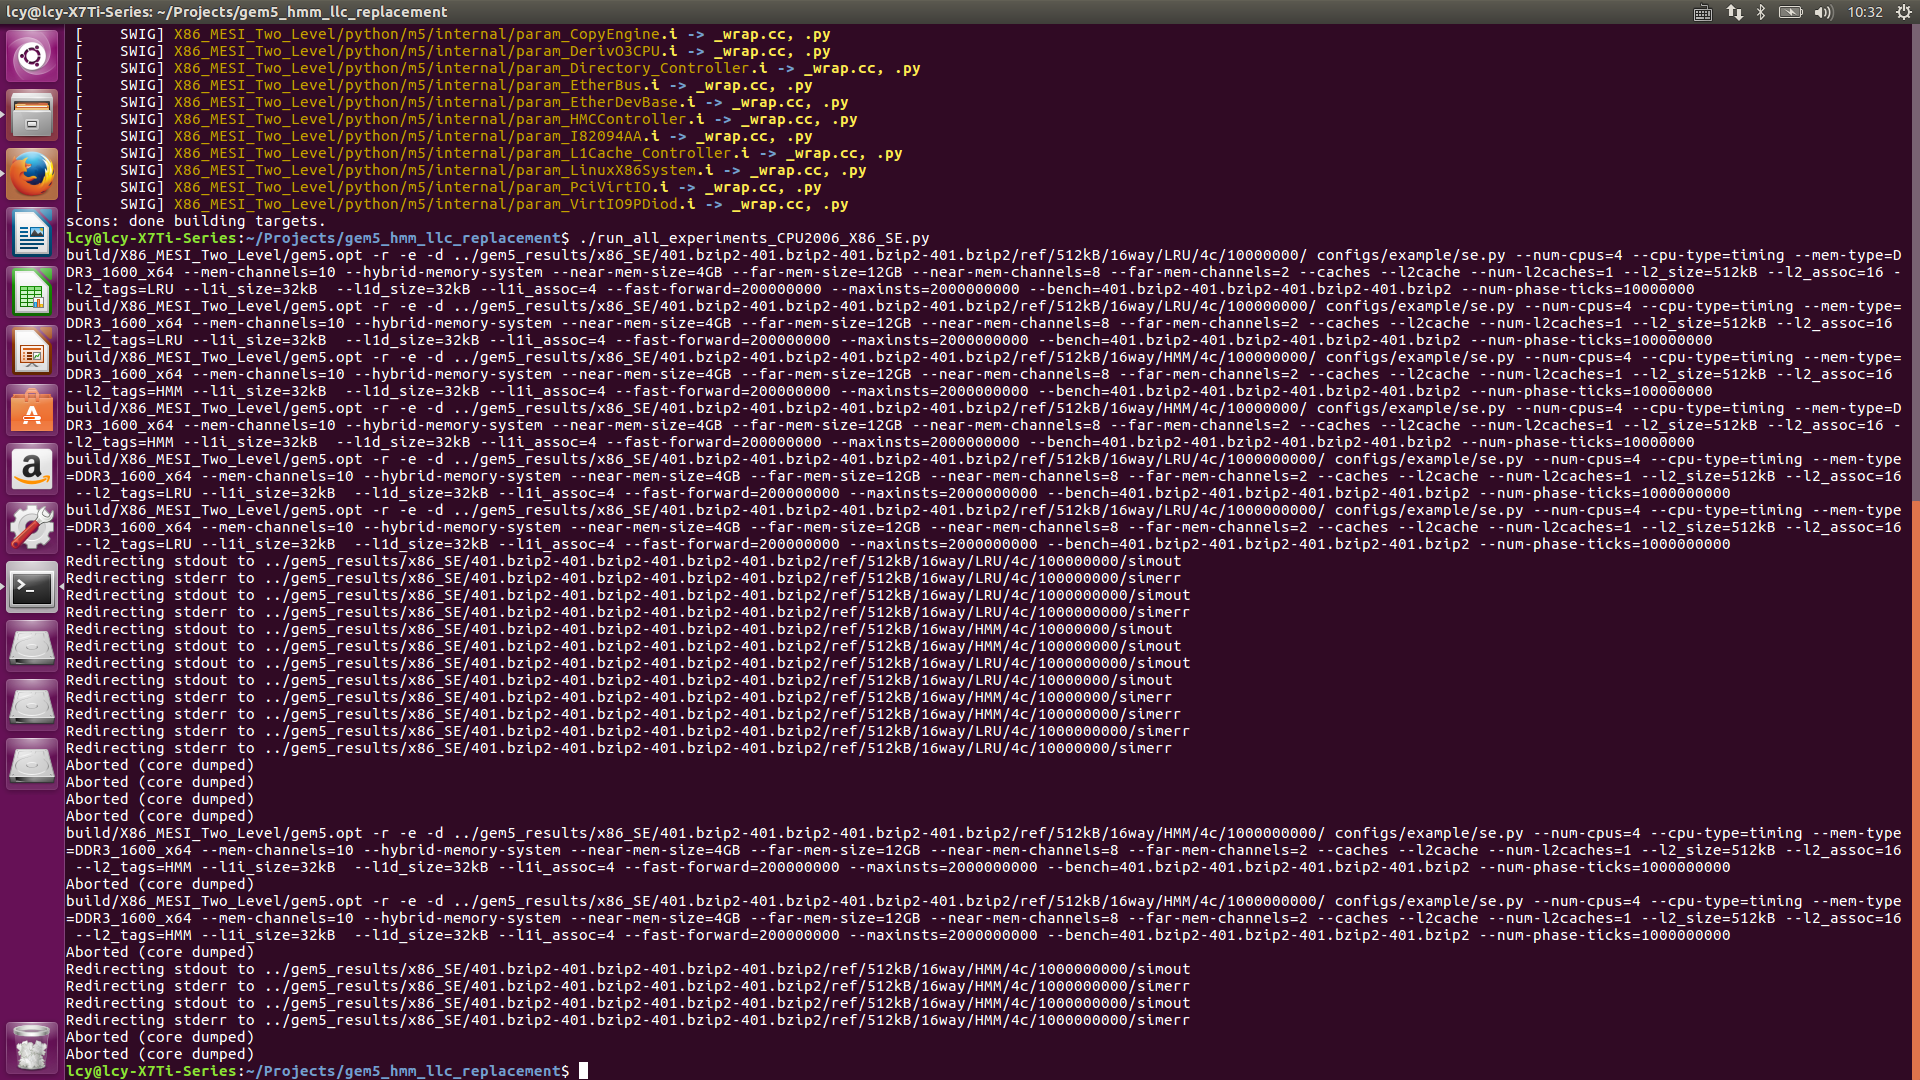 lcy@lcy-X7Ti-Series: ~/Projects/gem5_hmm_llc_replacement
10:32
[    SWIG] X86_MESI_Two_Level/python/m5/internal/param_CopyEngine.i -> _wrap.cc, .py
[    SWIG] X86_MESI_Two_Level/python/m5/internal/param_DerivO3CPU.i -> _wrap.cc, .py
[    SWIG] X86_MESI_Two_Level/python/m5/internal/param_Directory_Controller.i -> _wrap.cc, .py
[    SWIG] X86_MESI_Two_Level/python/m5/internal/param_EtherBus.i -> _wrap.cc, .py
[    SWIG] X86_MESI_Two_Level/python/m5/internal/param_EtherDevBase.i -> _wrap.cc, .py
[    SWIG] X86_MESI_Two_Level/python/m5/internal/param_HMCController.i -> _wrap.cc, .py
[    SWIG] X86_MESI_Two_Level/python/m5/internal/param_I82094AA.i -> _wrap.cc, .py
[    SWIG] X86_MESI_Two_Level/python/m5/internal/param_L1Cache_Controller.i -> _wrap.cc, .py
[    SWIG] X86_MESI_Two_Level/python/m5/internal/param_LinuxX86System.i -> _wrap.cc, .py
[    SWIG] X86_MESI_Two_Level/python/m5/internal/param_PciVirtIO.i -> _wrap.cc, .py
[    SWIG] X86_MESI_Two_Level/python/m5/internal/param_VirtIO9PDiod.i -> _wrap.cc, .py
scons: done building targets.
lcy@lcy-X7Ti-Series:~/Projects/gem5_hmm_llc_replacement$ ./run_all_experiments_CPU2006_X86_SE.py
build/X86_MESI_Two_Level/gem5.opt -r -e -d ../gem5_results/x86_SE/401.bzip2-401.bzip2-401.bzip2-401.bzip2/ref/512kB/16way/LRU/4c/10000000/ configs/example/se.py --num-cpus=4 --cpu-type=timing --mem-type=D
DR3_1600_x64 --mem-channels=10 --hybrid-memory-system --near-mem-size=4GB --far-mem-size=12GB --near-mem-channels=8 --far-mem-channels=2 --caches --l2cache --num-l2caches=1 --l2_size=512kB --l2_assoc=16 -
-l2_tags=LRU --l1i_size=32kB  --l1d_size=32kB --l1i_assoc=4 --fast-forward=200000000 --maxinsts=2000000000 --bench=401.bzip2-401.bzip2-401.bzip2-401.bzip2 --num-phase-ticks=10000000
build/X86_MESI_Two_Level/gem5.opt -r -e -d ../gem5_results/x86_SE/401.bzip2-401.bzip2-401.bzip2-401.bzip2/ref/512kB/16way/LRU/4c/100000000/ configs/example/se.py --num-cpus=4 --cpu-type=timing --mem-type=
DDR3_1600_x64 --mem-channels=10 --hybrid-memory-system --near-mem-size=4GB --far-mem-size=12GB --near-mem-channels=8 --far-mem-channels=2 --caches --l2cache --num-l2caches=1 --l2_size=512kB --l2_assoc=16
--l2_tags=LRU --l1i_size=32kB  --l1d_size=32kB --l1i_assoc=4 --fast-forward=200000000 --maxinsts=2000000000 --bench=401.bzip2-401.bzip2-401.bzip2-401.bzip2 --num-phase-ticks=100000000
build/X86_MESI_Two_Level/gem5.opt -r -e -d ../gem5_results/x86_SE/401.bzip2-401.bzip2-401.bzip2-401.bzip2/ref/512kB/16way/HMM/4c/100000000/ configs/example/se.py --num-cpus=4 --cpu-type=timing --mem-type=
DDR3_1600_x64 --mem-channels=10 --hybrid-memory-system --near-mem-size=4GB --far-mem-size=12GB --near-mem-channels=8 --far-mem-channels=2 --caches --l2cache --num-l2caches=1 --l2_size=512kB --l2_assoc=16
--l2_tags=HMM --l1i_size=32kB  --l1d_size=32kB --l1i_assoc=4 --fast-forward=200000000 --maxinsts=2000000000 --bench=401.bzip2-401.bzip2-401.bzip2-401.bzip2 --num-phase-ticks=100000000
build/X86_MESI_Two_Level/gem5.opt -r -e -d ../gem5_results/x86_SE/401.bzip2-401.bzip2-401.bzip2-401.bzip2/ref/512kB/16way/HMM/4c/10000000/ configs/example/se.py --num-cpus=4 --cpu-type=timing --mem-type=D
DR3_1600_x64 --mem-channels=10 --hybrid-memory-system --near-mem-size=4GB --far-mem-size=12GB --near-mem-channels=8 --far-mem-channels=2 --caches --l2cache --num-l2caches=1 --l2_size=512kB --l2_assoc=16 -
-l2_tags=HMM --l1i_size=32kB  --l1d_size=32kB --l1i_assoc=4 --fast-forward=200000000 --maxinsts=2000000000 --bench=401.bzip2-401.bzip2-401.bzip2-401.bzip2 --num-phase-ticks=10000000
build/X86_MESI_Two_Level/gem5.opt -r -e -d ../gem5_results/x86_SE/401.bzip2-401.bzip2-401.bzip2-401.bzip2/ref/512kB/16way/LRU/4c/1000000000/ configs/example/se.py --num-cpus=4 --cpu-type=timing --mem-type
=DDR3_1600_x64 --mem-channels=10 --hybrid-memory-system --near-mem-size=4GB --far-mem-size=12GB --near-mem-channels=8 --far-mem-channels=2 --caches --l2cache --num-l2caches=1 --l2_size=512kB --l2_assoc=16
--l2_tags=LRU --l1i_size=32kB  --l1d_size=32kB --l1i_assoc=4 --fast-forward=200000000 --maxinsts=2000000000 --bench=401.bzip2-401.bzip2-401.bzip2-401.bzip2 --num-phase-ticks=1000000000
build/X86_MESI_Two_Level/gem5.opt -r -e -d ../gem5_results/x86_SE/401.bzip2-401.bzip2-401.bzip2-401.bzip2/ref/512kB/16way/LRU/4c/1000000000/ configs/example/se.py --num-cpus=4 --cpu-type=timing --mem-type
=DDR3_1600_x64 --mem-channels=10 --hybrid-memory-system --near-mem-size=4GB --far-mem-size=12GB --near-mem-channels=8 --far-mem-channels=2 --caches --l2cache --num-l2caches=1 --l2_size=512kB --l2_assoc=16
--l2_tags=LRU --l1i_size=32kB  --l1d_size=32kB --l1i_assoc=4 --fast-forward=200000000 --maxinsts=2000000000 --bench=401.bzip2-401.bzip2-401.bzip2-401.bzip2 --num-phase-ticks=1000000000
Redirecting stdout to ../gem5_results/x86_SE/401.bzip2-401.bzip2-401.bzip2-401.bzip2/ref/512kB/16way/LRU/4c/100000000/simout
Redirecting stderr to ../gem5_results/x86_SE/401.bzip2-401.bzip2-401.bzip2-401.bzip2/ref/512kB/16way/LRU/4c/100000000/simerr
Redirecting stdout to ../gem5_results/x86_SE/401.bzip2-401.bzip2-401.bzip2-401.bzip2/ref/512kB/16way/LRU/4c/1000000000/simout
Redirecting stderr to ../gem5_results/x86_SE/401.bzip2-401.bzip2-401.bzip2-401.bzip2/ref/512kB/16way/LRU/4c/1000000000/simerr
Redirecting stdout to ../gem5_results/x86_SE/401.bzip2-401.bzip2-401.bzip2-401.bzip2/ref/512kB/16way/HMM/4c/10000000/simout
Redirecting stdout to ../gem5_results/x86_SE/401.bzip2-401.bzip2-401.bzip2-401.bzip2/ref/512kB/16way/HMM/4c/100000000/simout
Redirecting stdout to ../gem5_results/x86_SE/401.bzip2-401.bzip2-401.bzip2-401.bzip2/ref/512kB/16way/LRU/4c/1000000000/simout
Redirecting stdout to ../gem5_results/x86_SE/401.bzip2-401.bzip2-401.bzip2-401.bzip2/ref/512kB/16way/LRU/4c/10000000/simout
Redirecting stderr to ../gem5_results/x86_SE/401.bzip2-401.bzip2-401.bzip2-401.bzip2/ref/512kB/16way/HMM/4c/10000000/simerr
Redirecting stderr to ../gem5_results/x86_SE/401.bzip2-401.bzip2-401.bzip2-401.bzip2/ref/512kB/16way/HMM/4c/100000000/simerr
Redirecting stderr to ../gem5_results/x86_SE/401.bzip2-401.bzip2-401.bzip2-401.bzip2/ref/512kB/16way/LRU/4c/1000000000/simerr
Redirecting stderr to ../gem5_results/x86_SE/401.bzip2-401.bzip2-401.bzip2-401.bzip2/ref/512kB/16way/LRU/4c/10000000/simerr
Aborted (core dumped)
Aborted (core dumped)
Aborted (core dumped)
Aborted (core dumped)
build/X86_MESI_Two_Level/gem5.opt -r -e -d ../gem5_results/x86_SE/401.bzip2-401.bzip2-401.bzip2-401.bzip2/ref/512kB/16way/HMM/4c/1000000000/ configs/example/se.py --num-cpus=4 --cpu-type=timing --mem-type
=DDR3_1600_x64 --mem-channels=10 --hybrid-memory-system --near-mem-size=4GB --far-mem-size=12GB --near-mem-channels=8 --far-mem-channels=2 --caches --l2cache --num-l2caches=1 --l2_size=512kB --l2_assoc=16
--l2_tags=HMM --l1i_size=32kB  --l1d_size=32kB --l1i_assoc=4 --fast-forward=200000000 --maxinsts=2000000000 --bench=401.bzip2-401.bzip2-401.bzip2-401.bzip2 --num-phase-ticks=1000000000
Aborted (core dumped)
build/X86_MESI_Two_Level/gem5.opt -r -e -d ../gem5_results/x86_SE/401.bzip2-401.bzip2-401.bzip2-401.bzip2/ref/512kB/16way/HMM/4c/1000000000/ configs/example/se.py --num-cpus=4 --cpu-type=timing --mem-type
=DDR3_1600_x64 --mem-channels=10 --hybrid-memory-system --near-mem-size=4GB --far-mem-size=12GB --near-mem-channels=8 --far-mem-channels=2 --caches --l2cache --num-l2caches=1 --l2_size=512kB --l2_assoc=16
--l2_tags=HMM --l1i_size=32kB  --l1d_size=32kB --l1i_assoc=4 --fast-forward=200000000 --maxinsts=2000000000 --bench=401.bzip2-401.bzip2-401.bzip2-401.bzip2 --num-phase-ticks=1000000000
Aborted (core dumped)
Redirecting stdout to ../gem5_results/x86_SE/401.bzip2-401.bzip2-401.bzip2-401.bzip2/ref/512kB/16way/HMM/4c/1000000000/simout
Redirecting stderr to ../gem5_results/x86_SE/401.bzip2-401.bzip2-401.bzip2-401.bzip2/ref/512kB/16way/HMM/4c/1000000000/simerr
Redirecting stdout to ../gem5_results/x86_SE/401.bzip2-401.bzip2-401.bzip2-401.bzip2/ref/512kB/16way/HMM/4c/1000000000/simout
Redirecting stderr to ../gem5_results/x86_SE/401.bzip2-401.bzip2-401.bzip2-401.bzip2/ref/512kB/16way/HMM/4c/1000000000/simerr
Aborted (core dumped)
Aborted (core dumped)
lcy@lcy-X7Ti-Series:~/Projects/gem5_hmm_llc_replacement$